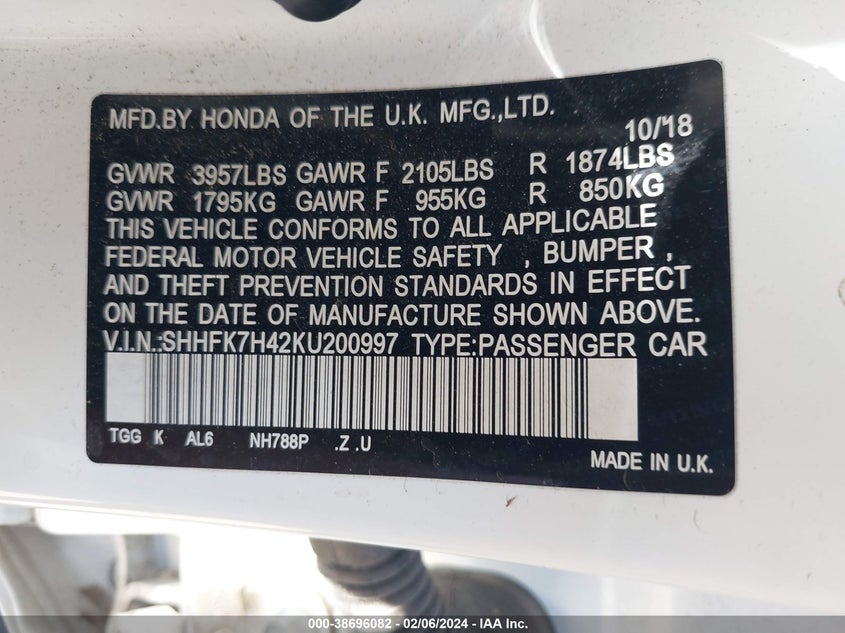 MFD.BY HONDA OF THE U.K. MFG.,LTD.
10/18
GVWR 3957LBS GAWR F 2105LBS R 1874LBS
GVWR 1795KG GAWR F 955KG R 850KG
THIS VEHICLE CONFORMS TO ALL APPLICABLE
FEDERAL MOTOR VEHICLE SAFETY , BUMPER ,
AND THEFT PREVENTION STANDARDS IN EFFECT
ON THE DATE OF MANUFACTURE SHOWN ABOVE.
V.I.N.:SHHFK7H42KU200997 TYPE:PASSENGER CAR
TGG K AL6 NH788P .Z .U
MADE IN U.K.
000-38696082 - 02/06/2024 - IAA Inc.